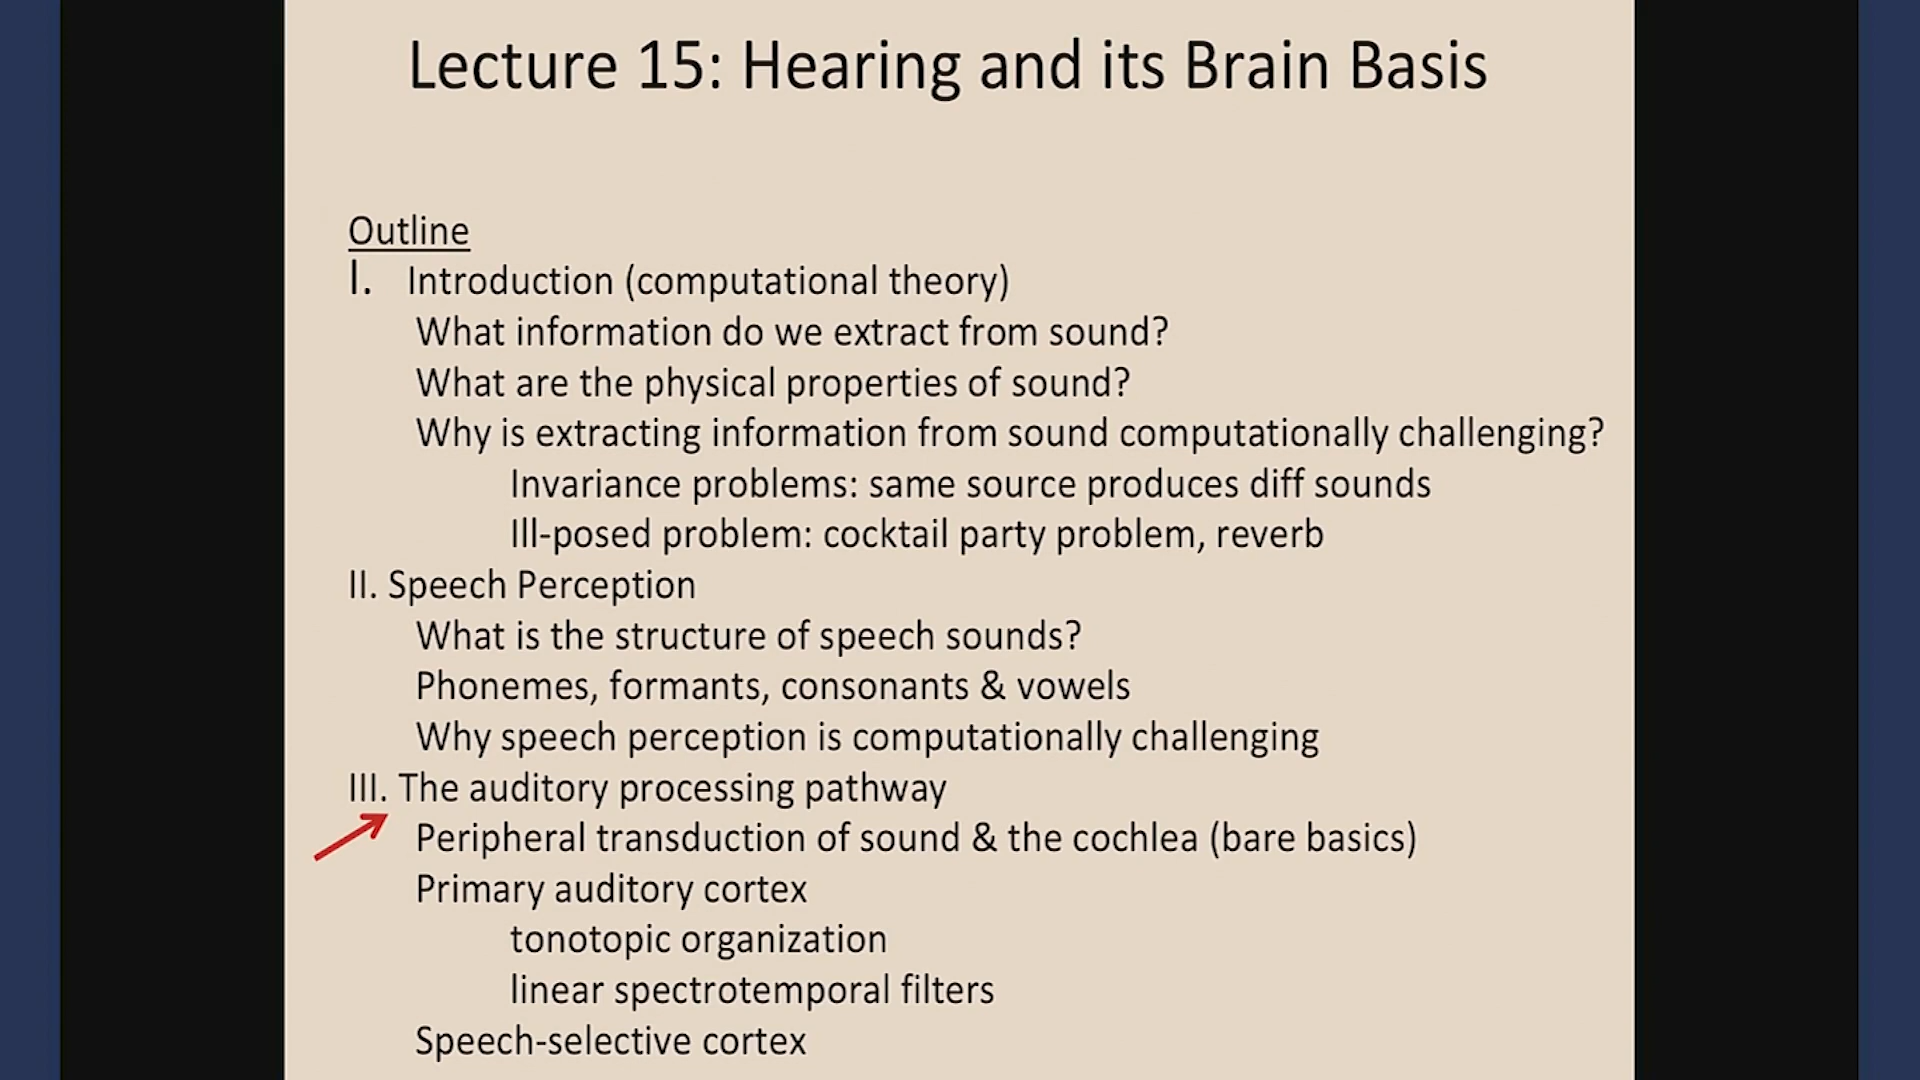 Lecture 15: Hearing and its Brain Basis
Outline
I. Introduction (computational theory)
What information do we extract from sound?
What are the physical properties of sound?
Why is extracting information from sound computationally challenging?
Invariance problems: same source produces diff sounds
Ill-posed problem: cocktail party problem, reverb
II. Speech Perception
What is the structure of speech sounds?
Phonemes, formants, consonants & vowels
Why speech perception is computationally challenging
III. The auditory processing pathway
Peripheral transduction of sound & the cochlea (bare basics)
Primary auditory cortex
tonotopic organization
linear spectrotemporal filters
Speech-selective cortex